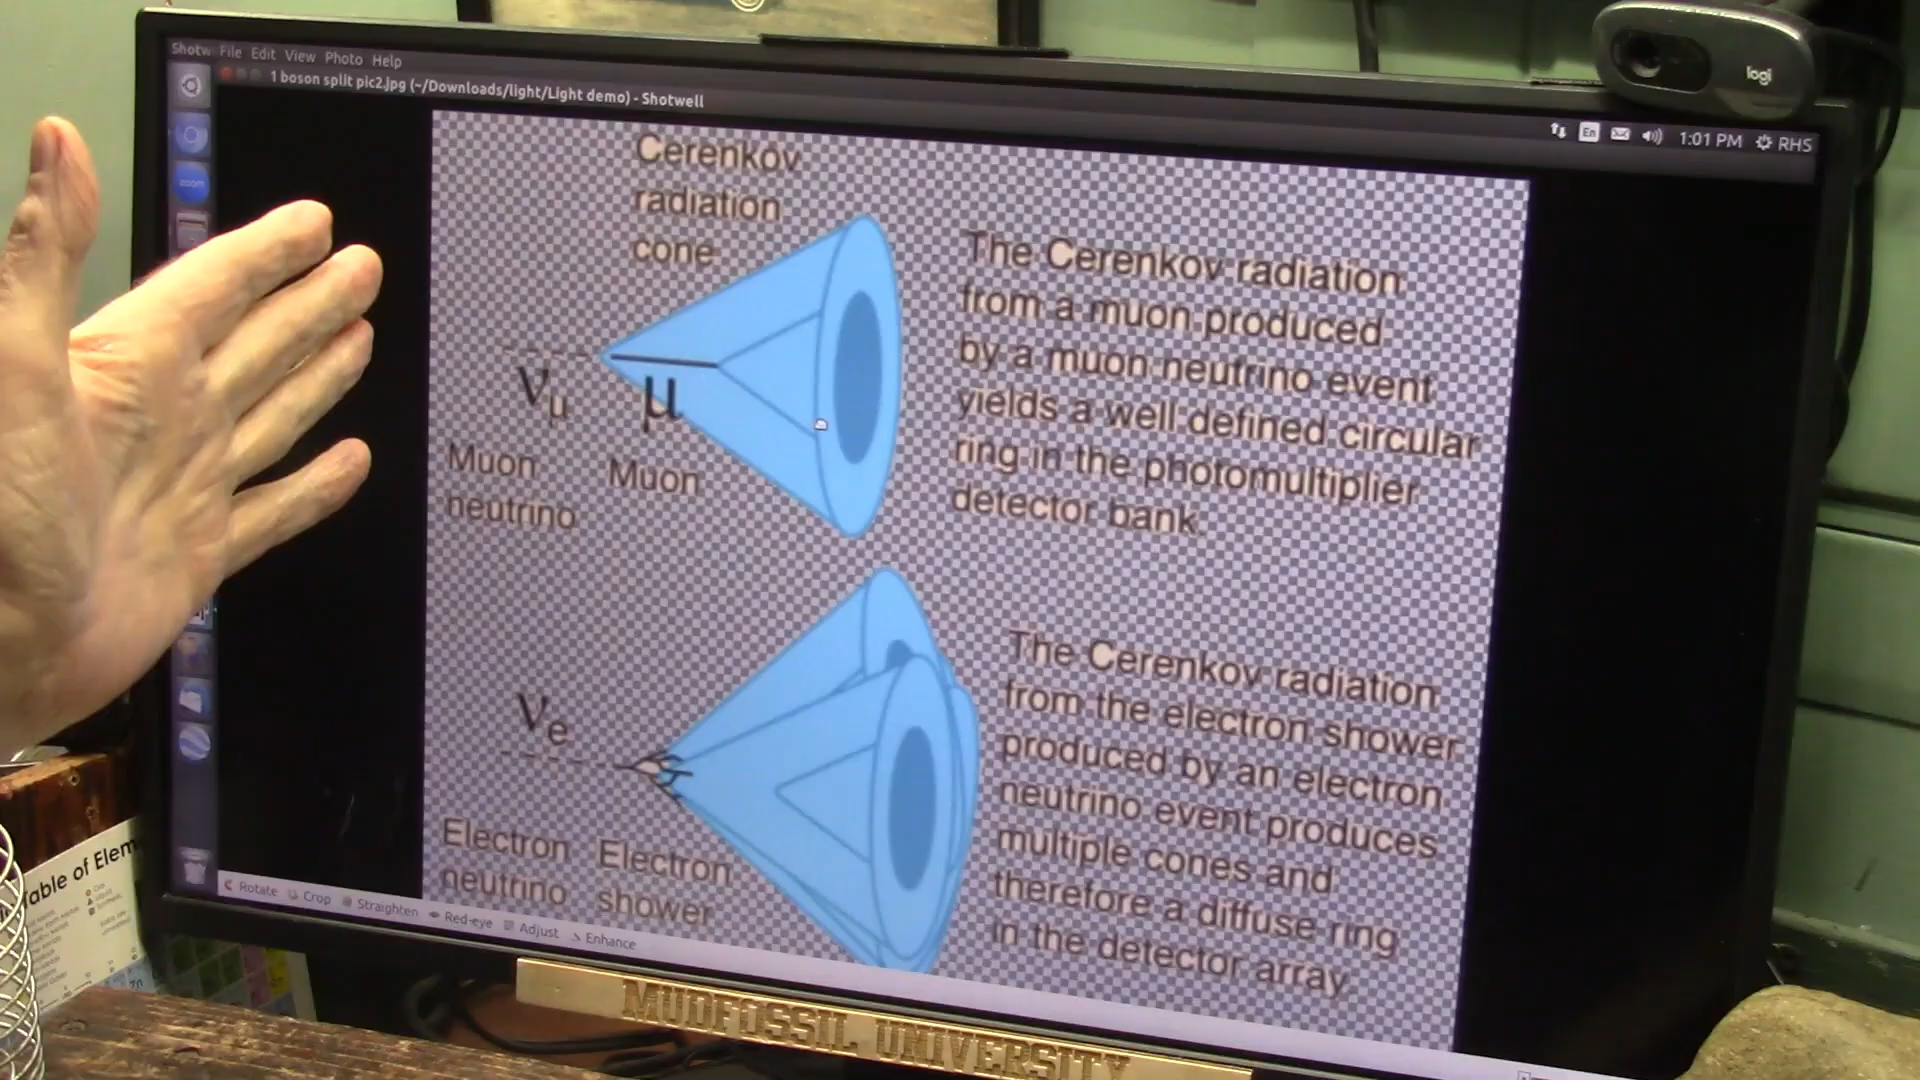 Shotw File Edit View Photo Help
1 boson split pic2.jpg (~/Downloads/light/Light demo) - Shotwell
logi
En
1:01 PM
RHS
zoom
Cerenkov
radiation
cone
νμ
μ
Muon
neutrino
Muon
The Cerenkov radiation
from a muon produced
by a muon neutrino event
yields a well defined circular
ring in the photomultiplier
detector bank.
νe
Electron
neutrino
Electron
shower
The Cerenkov radiation
from the electron shower
produced by an electron
neutrino event produces
multiple cones and
therefore a diffuse ring
in the detector array
Rotate Crop Straighten Red-eye Adjust Enhance
able of Elem
MUDFOSSIL UNIVERSITY